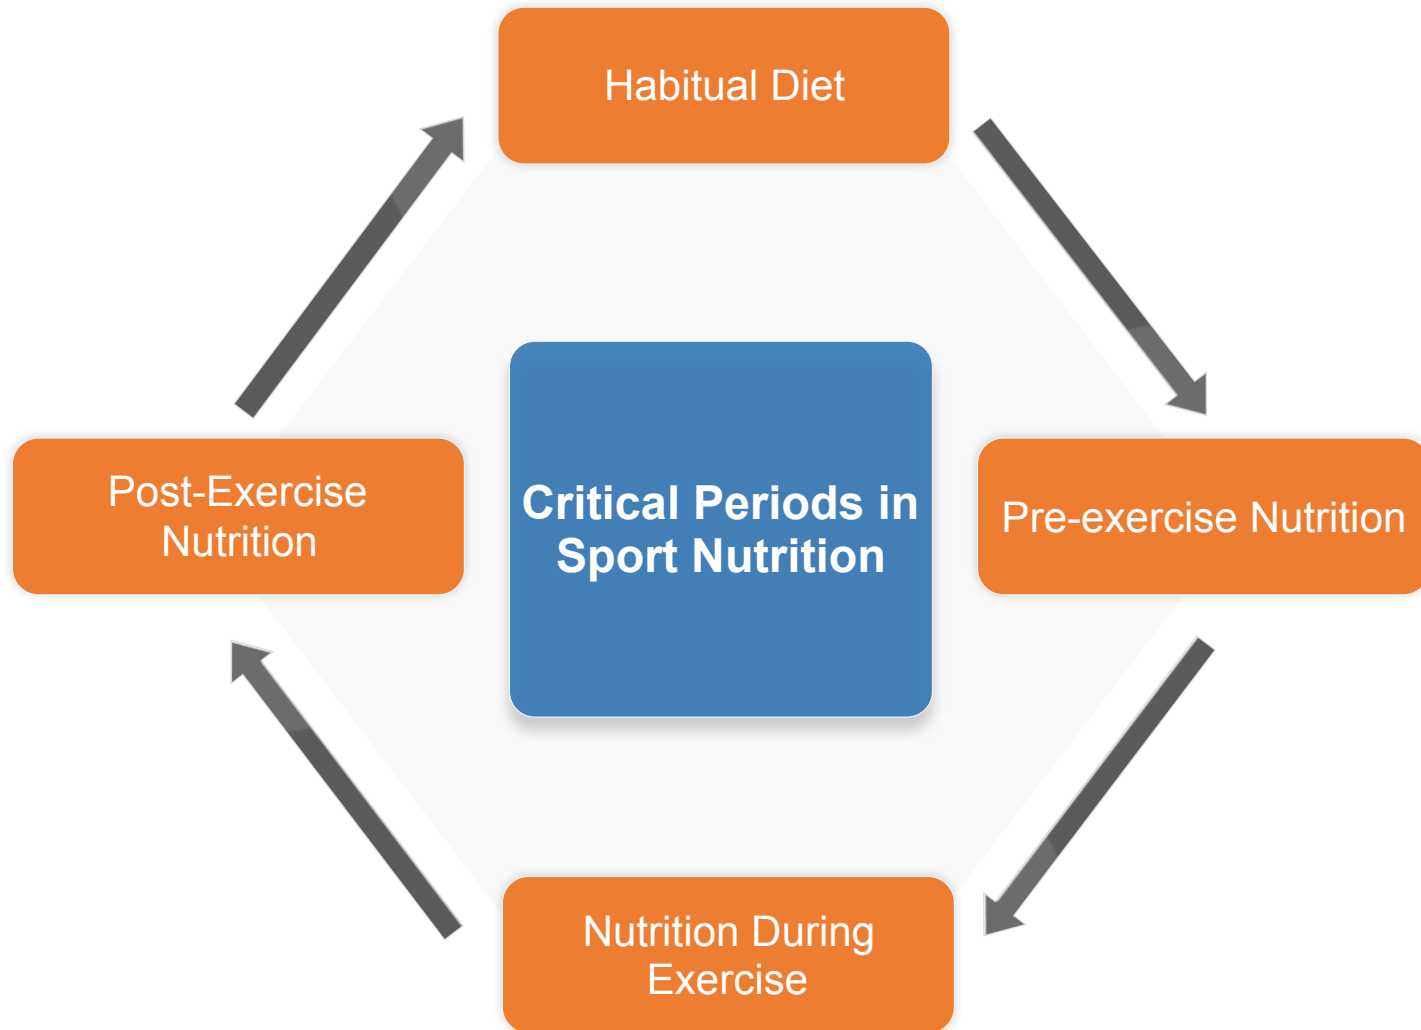 Habitual Diet
Post-Exercise
Nutrition
Critical Periods in
Sport Nutrition
Pre-exercise Nutrition
Nutrition During
Exercise